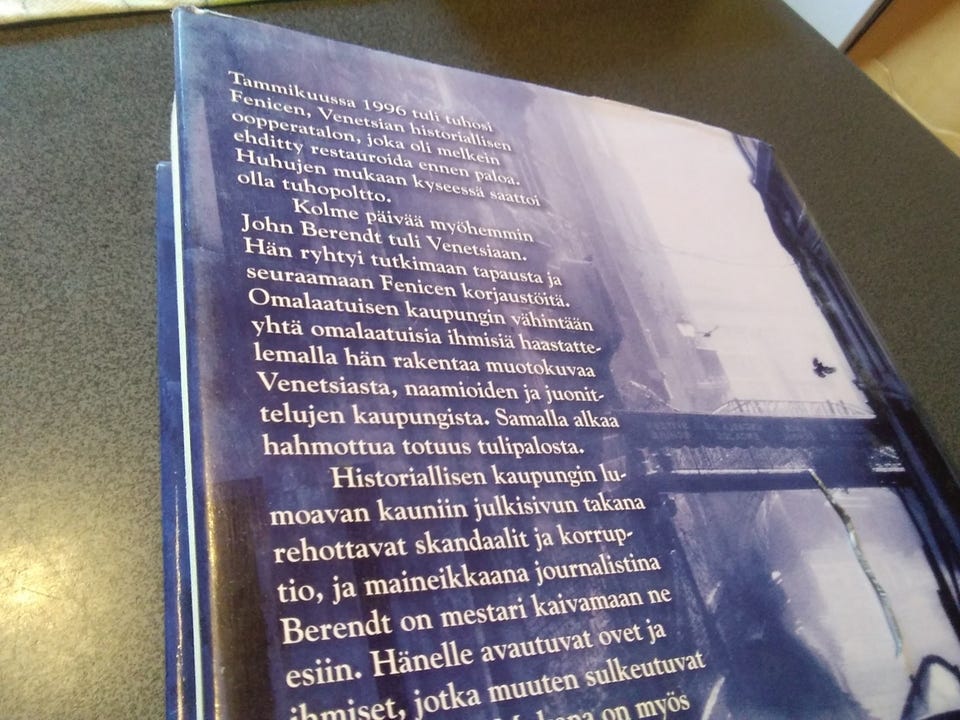 Tammikuussa 1996 tuli tuhosi
Fenicen, Venetsian historiallisen
oopperatalon, joka oli melkein
ehditty restauroida ennen paloa.
Huhujen mukaan kyseessä saattoi
olla tuhopoltto.
Kolme päivää myöhemmin
John Berendt tuli Venetsiaan.
Hän ryhtyi tutkimaan tapausta ja
seuraamaan Fenicen korjaustöitä.
Omalaatuisen kaupungin vähintään
yhtä omalaatuisia ihmisiä haastatte-
lemalla hän rakentaa muotokuvaa
Venetsiasta, naamioiden ja juonit-
telujen kaupungista. Samalla alkaa
hahmottua totuus tulipalosta.
Historiallisen kaupungin lu-
moavan kauniin julkisivun takana
rehottavat skandaalit ja korrup-
tio, ja maineikkaana journalistina
Berendt on mestari kaivamaan ne
esiin. Hänelle avautuvat ovet ja
ihmiset, jotka muuten sulkeutuvat
on myös